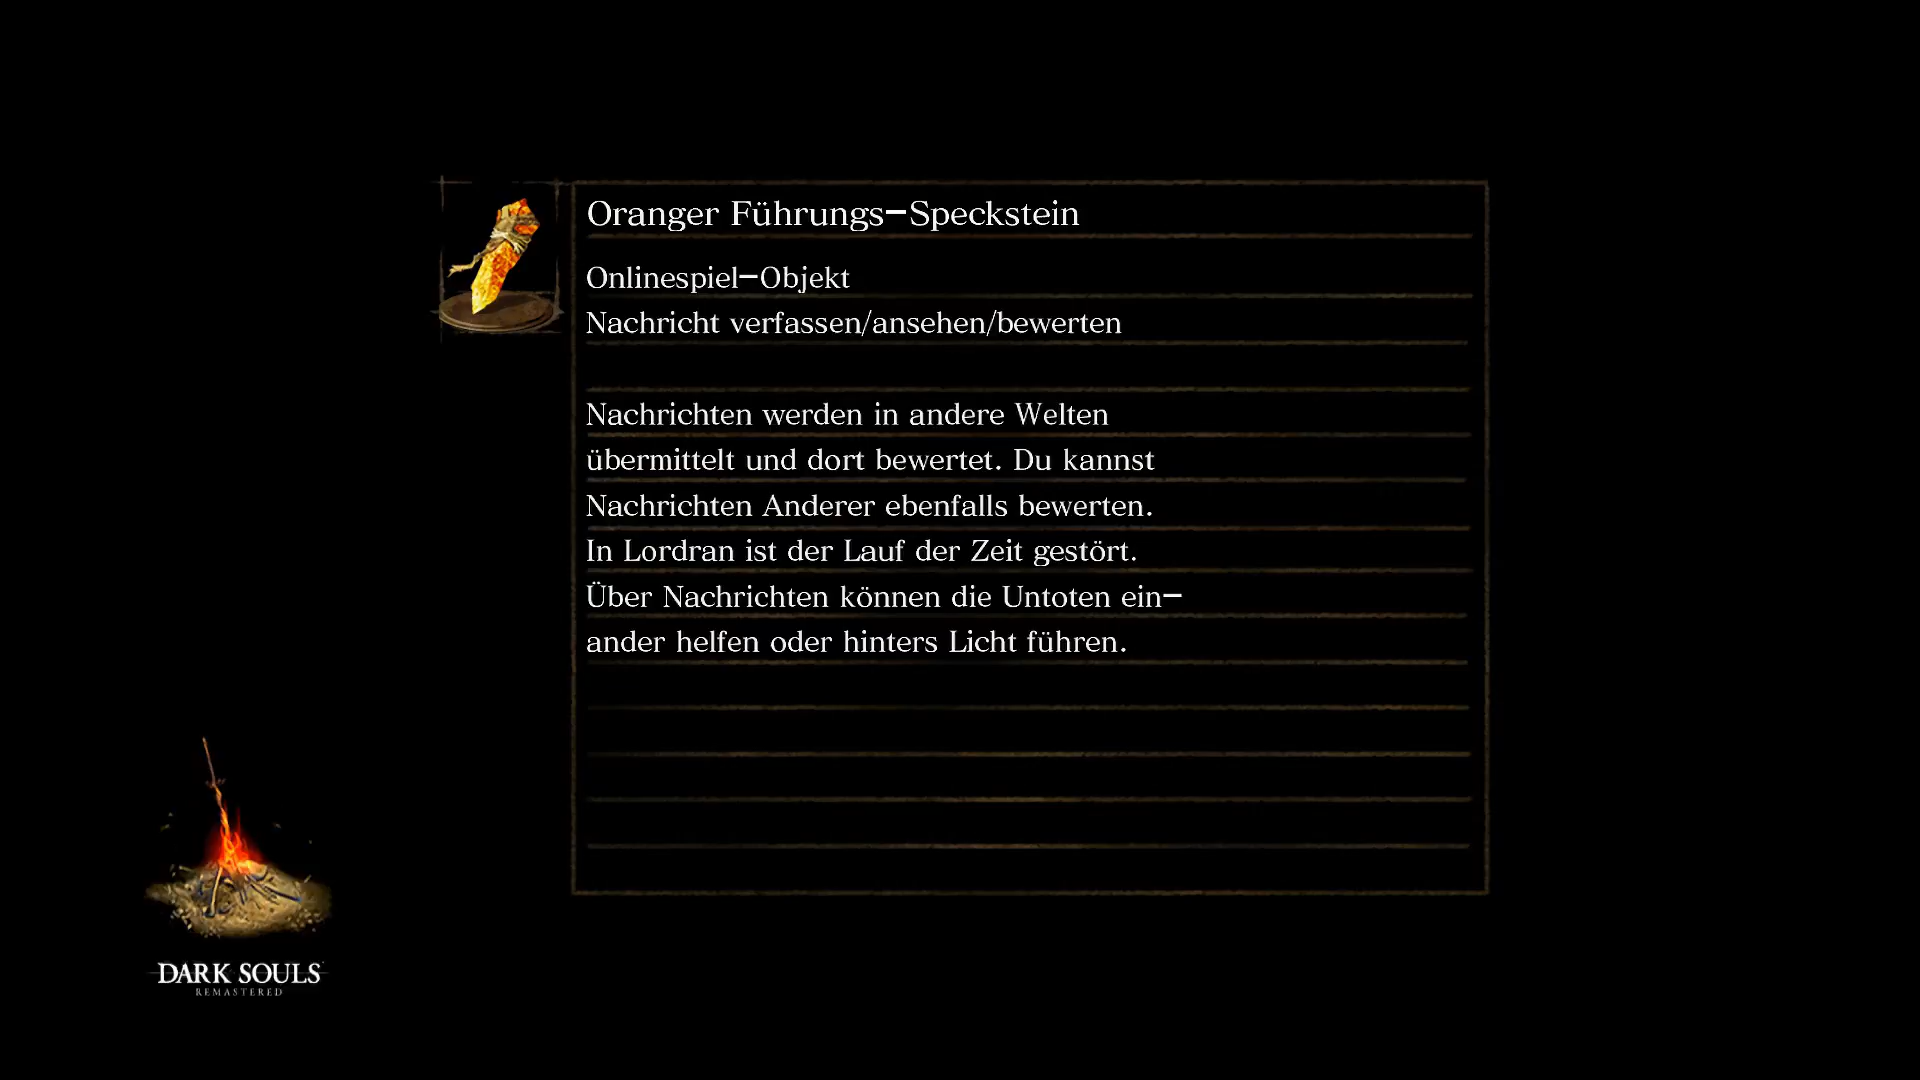 Oranger Führungs-Speckstein
Onlinespiel-Objekt
Nachricht verfassen/ansehen/bewerten
Nachrichten werden in andere Welten
übermittelt und dort bewertet. Du kannst
Nachrichten Anderer ebenfalls bewerten.
In Lordran ist der Lauf der Zeit gestört.
Über Nachrichten können die Untoten ein-
ander helfen oder hinters Licht führen.
DARK SOULS
REMASTERED